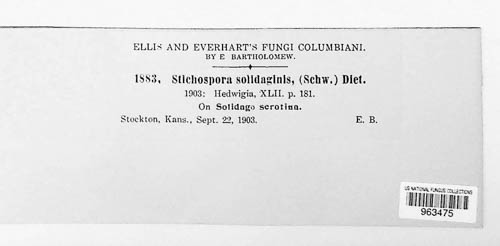 ELLIS AND EVERHART'S FUNGI COLUMBIANI.
BY E BARTHOLOMEW.
1883. Stichospora solidaginis, (Schw.) Diet.
1903: Hedwigia, XLII. p. 181.
On Solidago serotina.
Stockton, Kans., Sept. 22, 1903. E. B.
US NATIONAL FUNGUS COLLECTIONS
963475